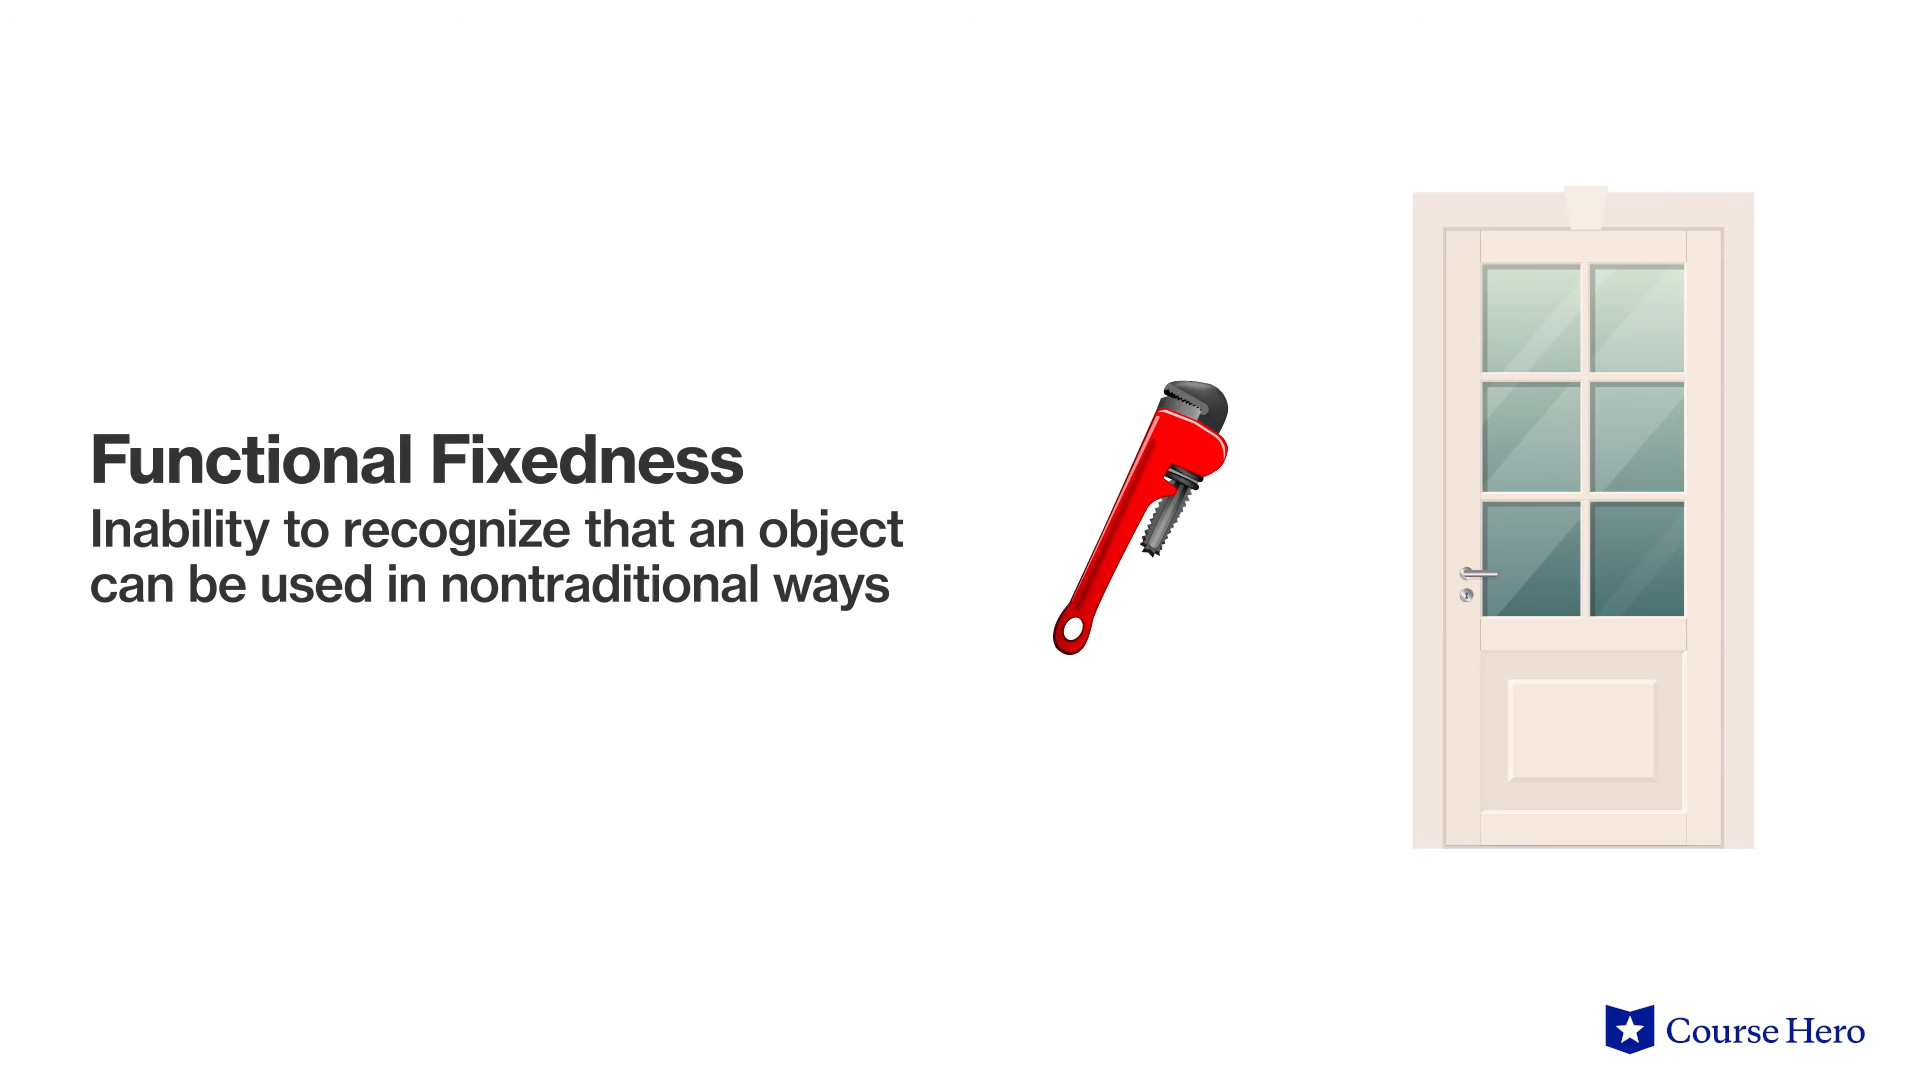 Functional Fixedness
Inability to recognize that an object
can be used in nontraditional ways
Course Hero